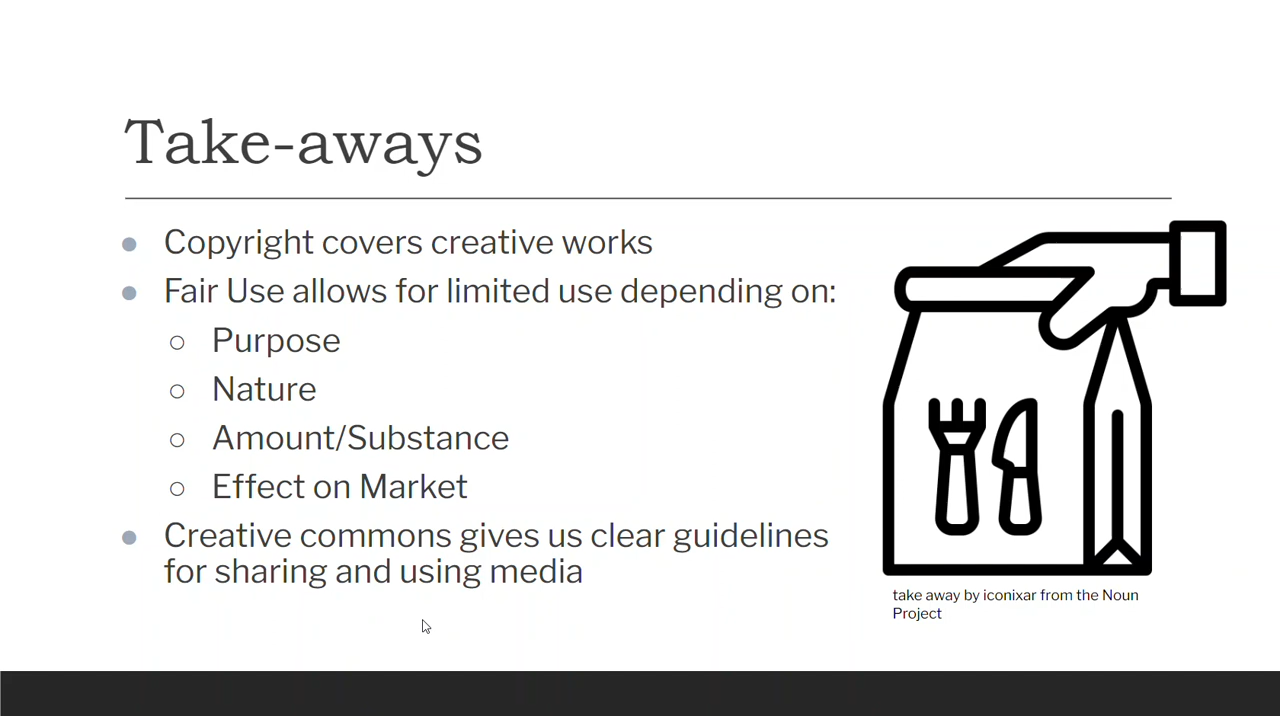 Take-aways
Copyright covers creative works
Fair Use allows for limited use depending on:
Purpose
Nature
Amount/Substance
Effect on Market
Creative commons gives us clear guidelines
for sharing and using media
take away by iconixar from the Noun
Project